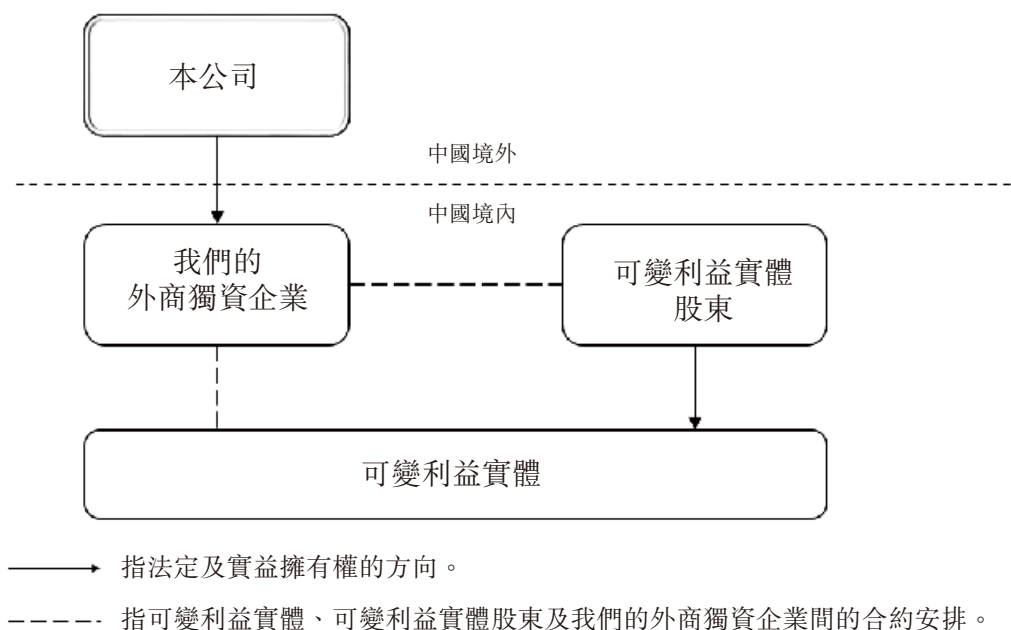 本公司
中國境外
中國境內
我們的
外商獨資企業
可變利益實體
股東
可變利益實體
指法定及實益擁有權的方向。
指可變利益實體、可變利益實體股東及我們的外商獨資企業間的合約安排。